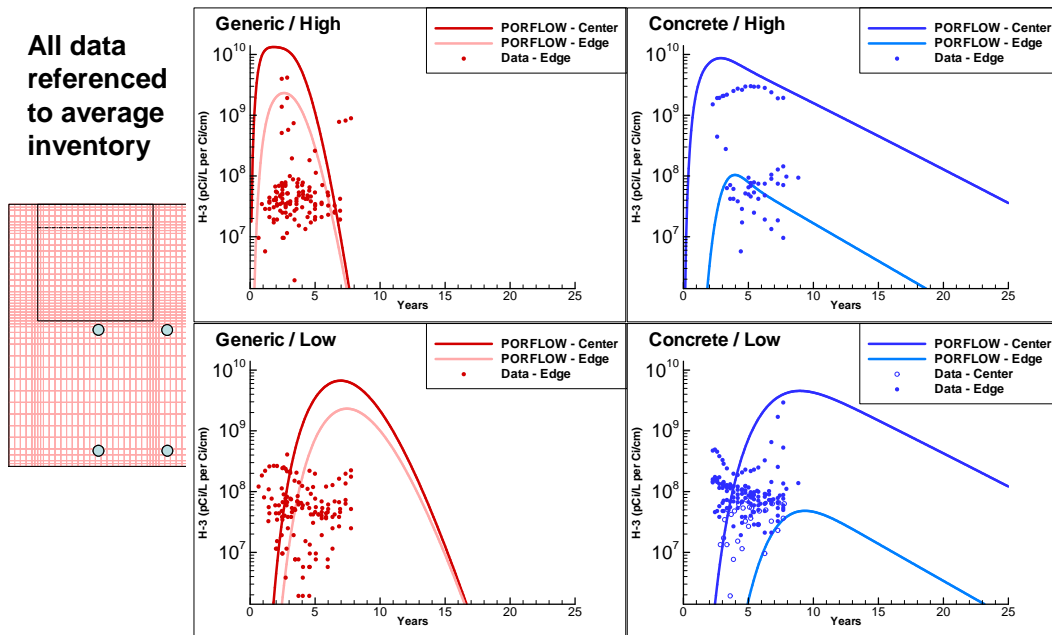 All data
referenced
to average
inventory
Generic / High
PORFLOW - Center
PORFLOW - Edge
Data - Edge
H-3 (pCi/L per Ci/cm)
10^10
10^9
10^8
10^7
0 5 10 15 20 25
Years
Concrete / High
PORFLOW - Center
PORFLOW - Edge
Data - Edge
H-3 (pCi/L per Ci/cm)
10^10
10^9
10^8
10^7
0 5 10 15 20 25
Years
Generic / Low
PORFLOW - Center
PORFLOW - Edge
Data - Edge
H-3 (pCi/L per Ci/cm)
10^10
10^9
10^8
10^7
0 5 10 15 20 25
Years
Concrete / Low
PORFLOW - Center
PORFLOW - Edge
Data - Center
Data - Edge
H-3 (pCi/L per Ci/cm)
10^10
10^9
10^8
10^7
0 5 10 15 20 25
Years